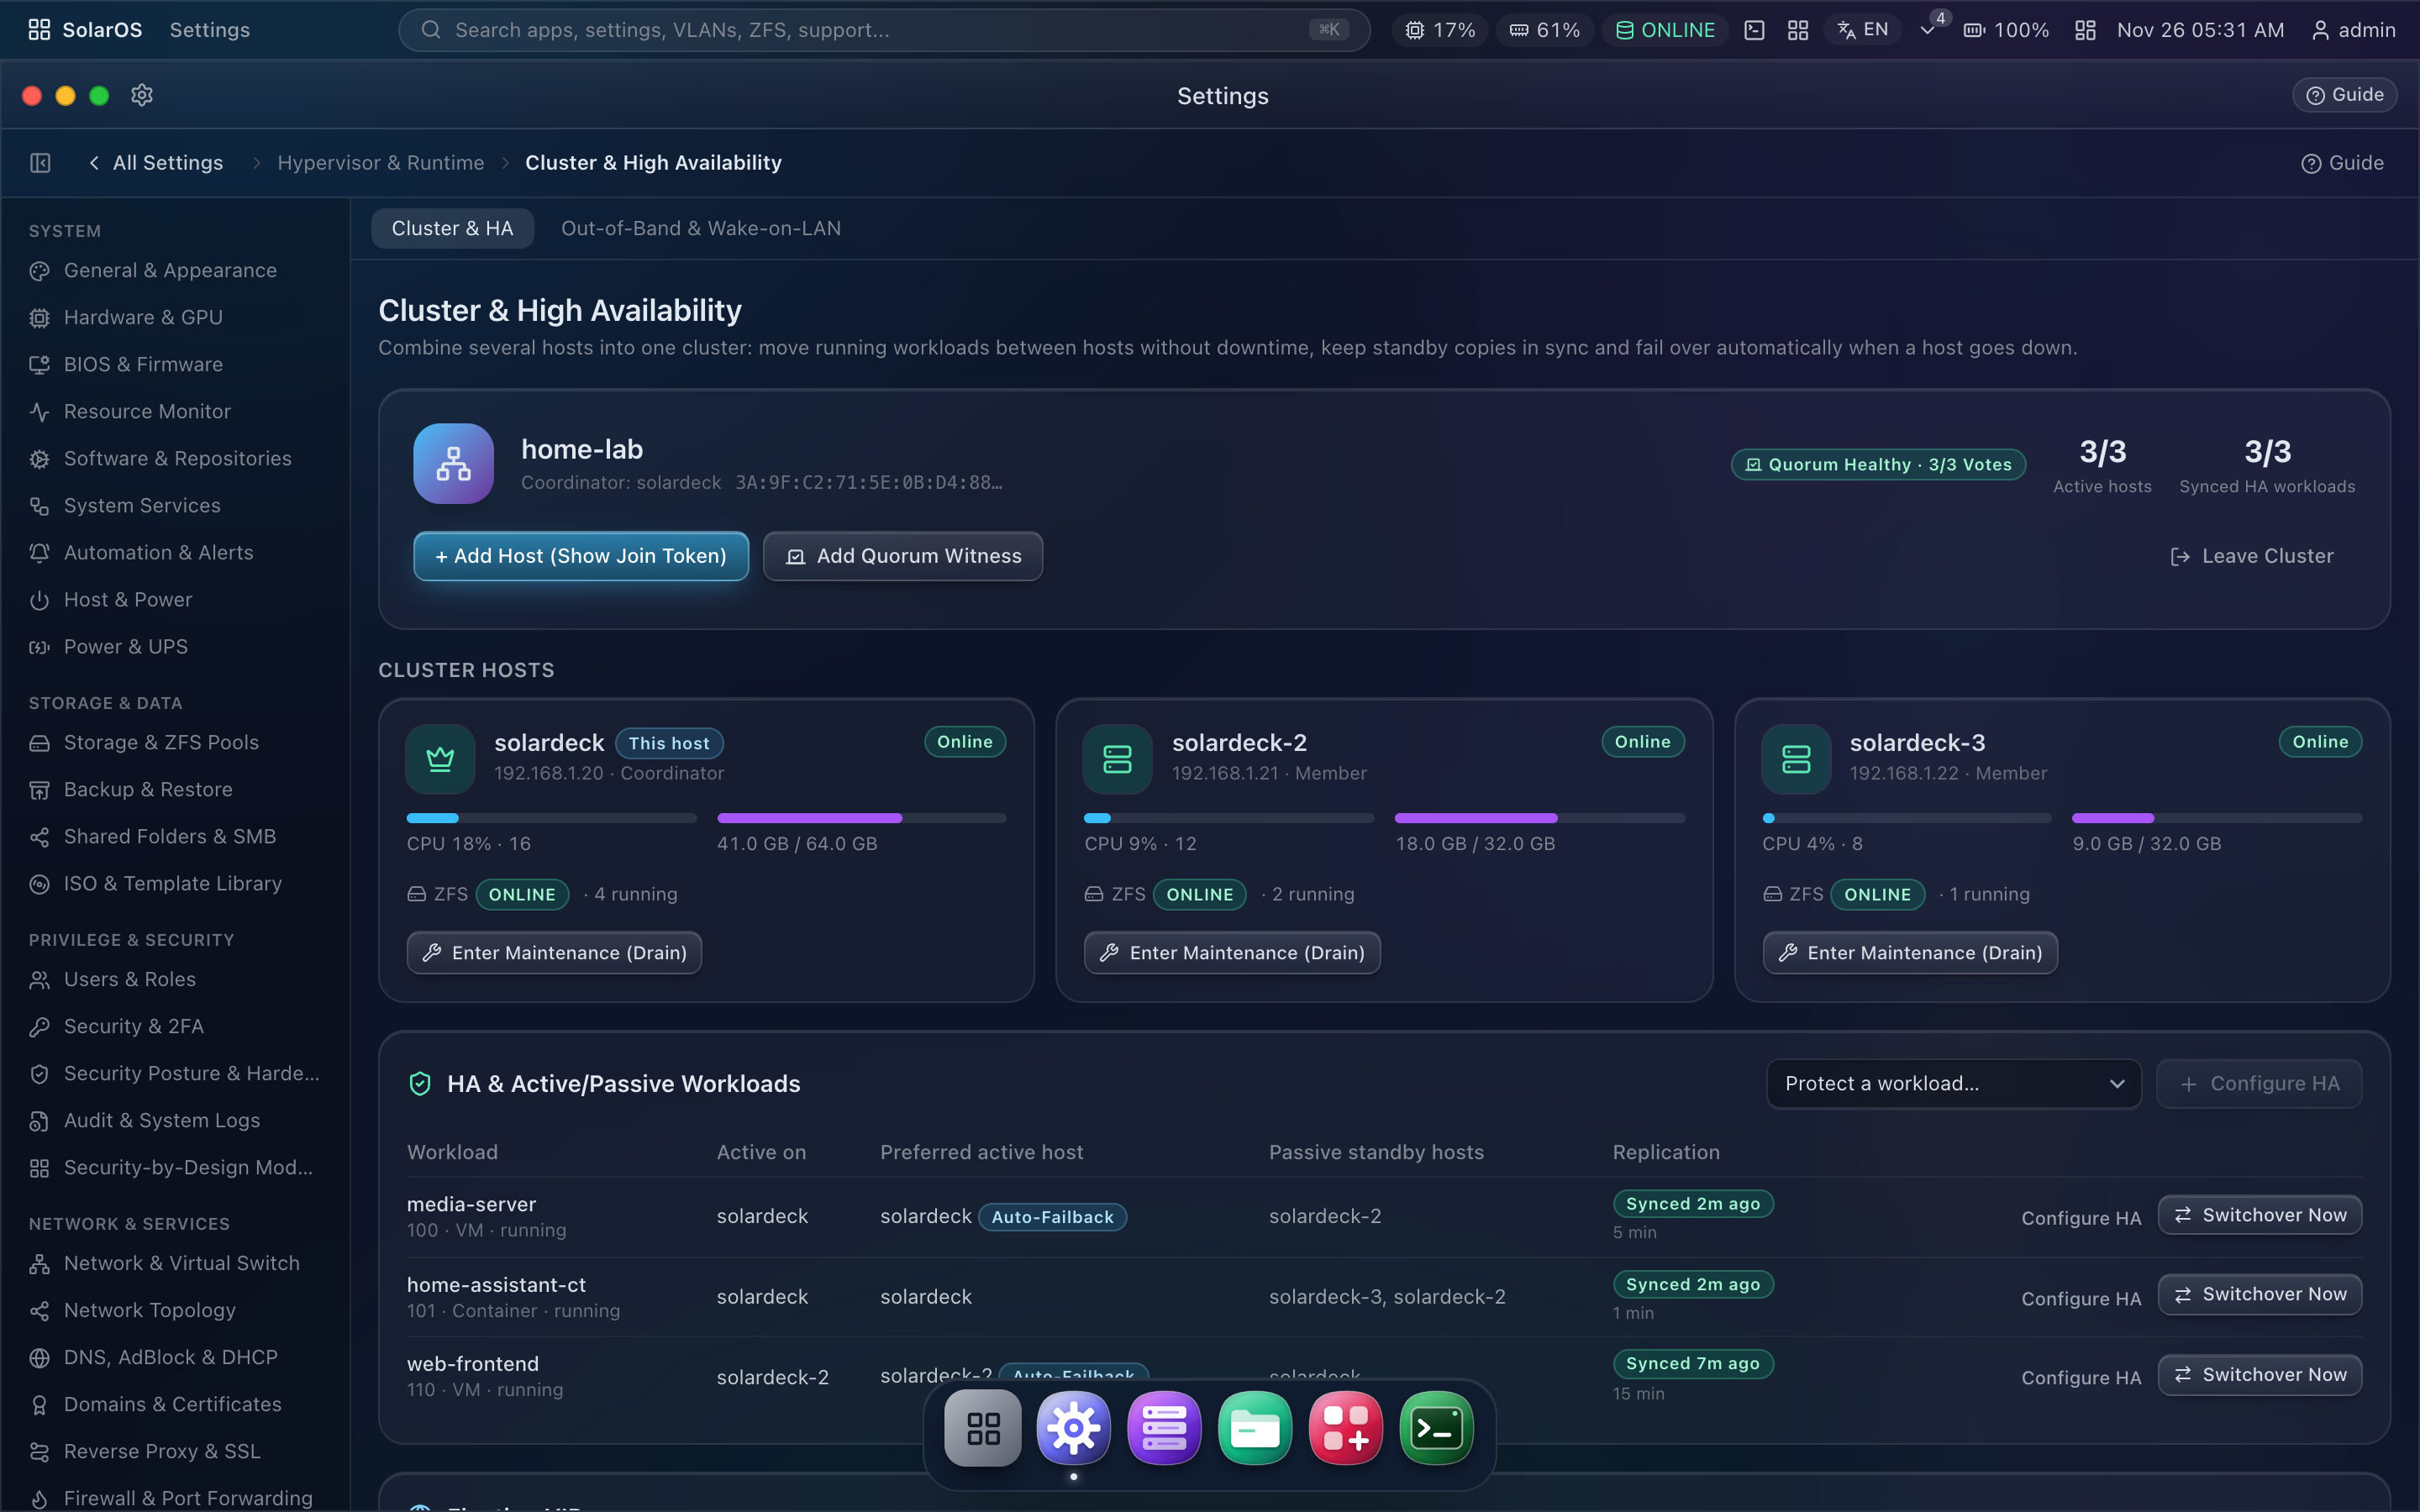 SolarOS Settings Search apps, settings, VLANs, ZFS, support... ⌘K 17% 61% ONLINE EN 4 100% Nov 26 05:31 AM admin
Settings Guide
All Settings Hypervisor & Runtime Cluster & High Availability Guide
SYSTEM
General & Appearance
Hardware & GPU
BIOS & Firmware
Resource Monitor
Software & Repositories
System Services
Automation & Alerts
Host & Power
Power & UPS
STORAGE & DATA
Storage & ZFS Pools
Backup & Restore
Shared Folders & SMB
ISO & Template Library
PRIVILEGE & SECURITY
Users & Roles
Security & 2FA
Security Posture & Harde...
Audit & System Logs
Security-by-Design Mod...
NETWORK & SERVICES
Network & Virtual Switch
Network Topology
DNS, AdBlock & DHCP
Domains & Certificates
Reverse Proxy & SSL
Firewall & Port Forwarding
Cluster & HA Out-of-Band & Wake-on-LAN
Cluster & High Availability
Combine several hosts into one cluster: move running workloads between hosts without downtime, keep standby copies in sync and fail over automatically when a host goes down.
home-lab
Coordinator: solardeck 3A:9F:C2:71:5E:0B:D4:88…
Quorum Healthy · 3/3 Votes
3/3
Active hosts
3/3
Synced HA workloads
+ Add Host (Show Join Token) Add Quorum Witness Leave Cluster
CLUSTER HOSTS
solardeck This host Online
192.168.1.20 · Coordinator
CPU 18% · 16 41.0 GB / 64.0 GB
ZFS ONLINE · 4 running
Enter Maintenance (Drain)
solardeck-2 Online
192.168.1.21 · Member
CPU 9% · 12 18.0 GB / 32.0 GB
ZFS ONLINE · 2 running
Enter Maintenance (Drain)
solardeck-3 Online
192.168.1.22 · Member
CPU 4% · 8 9.0 GB / 32.0 GB
ZFS ONLINE · 1 running
Enter Maintenance (Drain)
HA & Active/Passive Workloads Protect a workload... + Configure HA
Workload Active on Preferred active host Passive standby hosts Replication
media-server
100 · VM · running
solardeck solardeck Auto-Failback solardeck-2
Synced 2m ago
5 min
Configure HA Switchover Now
home-assistant-ct
101 · Container · running
solardeck solardeck solardeck-3, solardeck-2
Synced 2m ago
1 min
Configure HA Switchover Now
web-frontend
110 · VM · running
solardeck-2 solardeck-2 Auto-Failback solardeck
Synced 7m ago
15 min
Configure HA Switchover Now